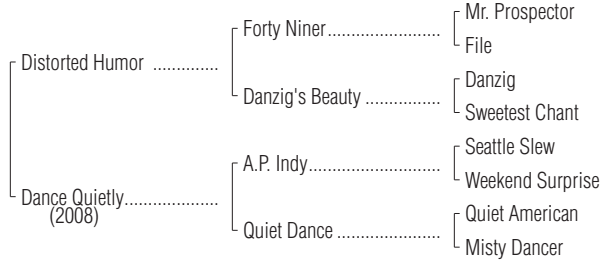 Mr. Prospector
Forty Niner
File
Distorted Humor
Danzig
Danzig's Beauty
Sweetest Chant
Seattle Slew
A.P. Indy
Weekend Surprise
Dance Quietly
(2008)
Quiet American
Quiet Dance
Misty Dancer